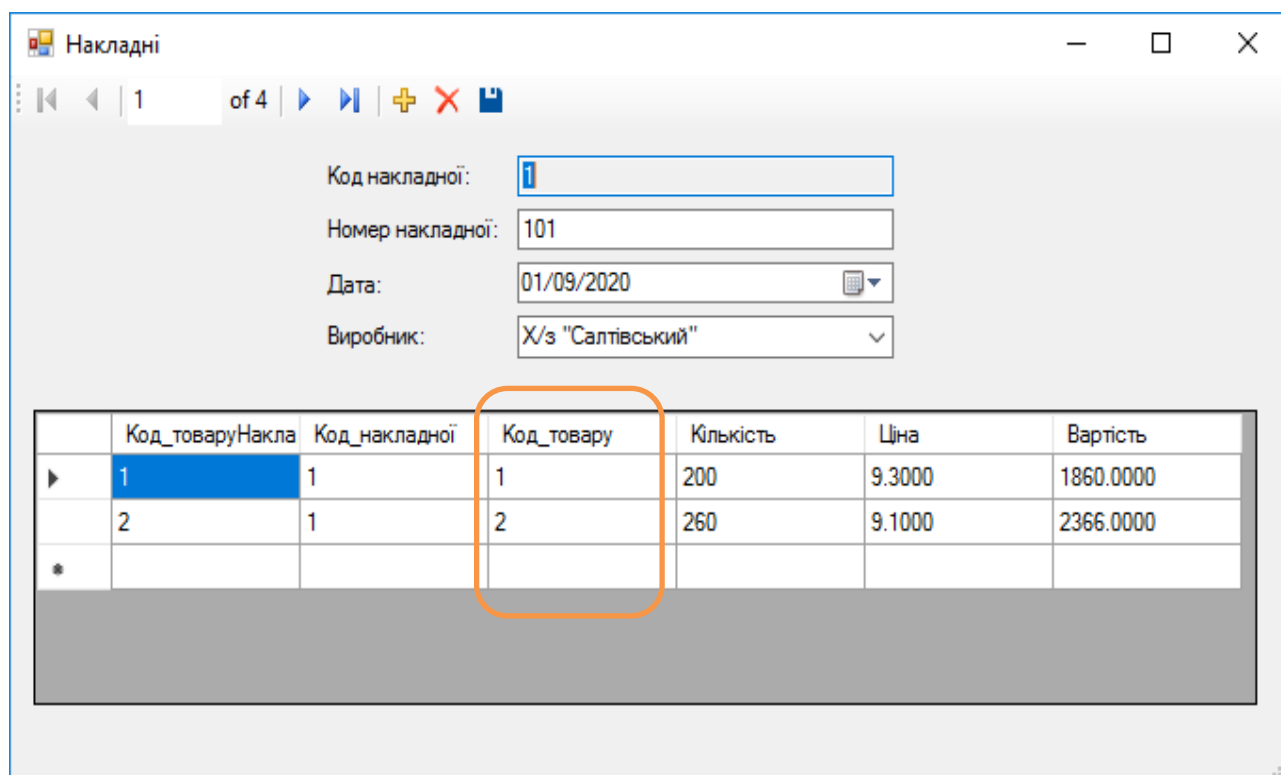 Накладні
1 of 4
Код накладної: 1
Номер накладної: 101
Дата: 01/09/2020
Виробник: Х/з "Салтівський"
Код_товаруНакла Код_накладної Код_товару Кількість Ціна Вартість
1 1 1 200 9.3000 1860.0000
2 1 2 260 9.1000 2366.0000